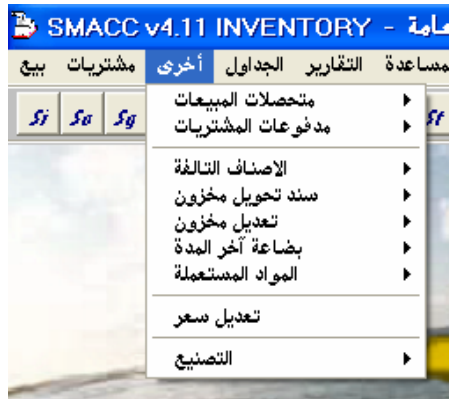 SMACC v4.11 INVENTORY - عامة
بيع مشتريات أخرى الجداول التقارير مساعدة
Si So Sg St
متحصلات المبيعات
مدفوعات المشتريات
الاصناف التالفة
سند تحويل مخزون
تعديل مخزون
بضاعة آخر المدة
المواد المستعملة
تعديل سعر
التصنيع